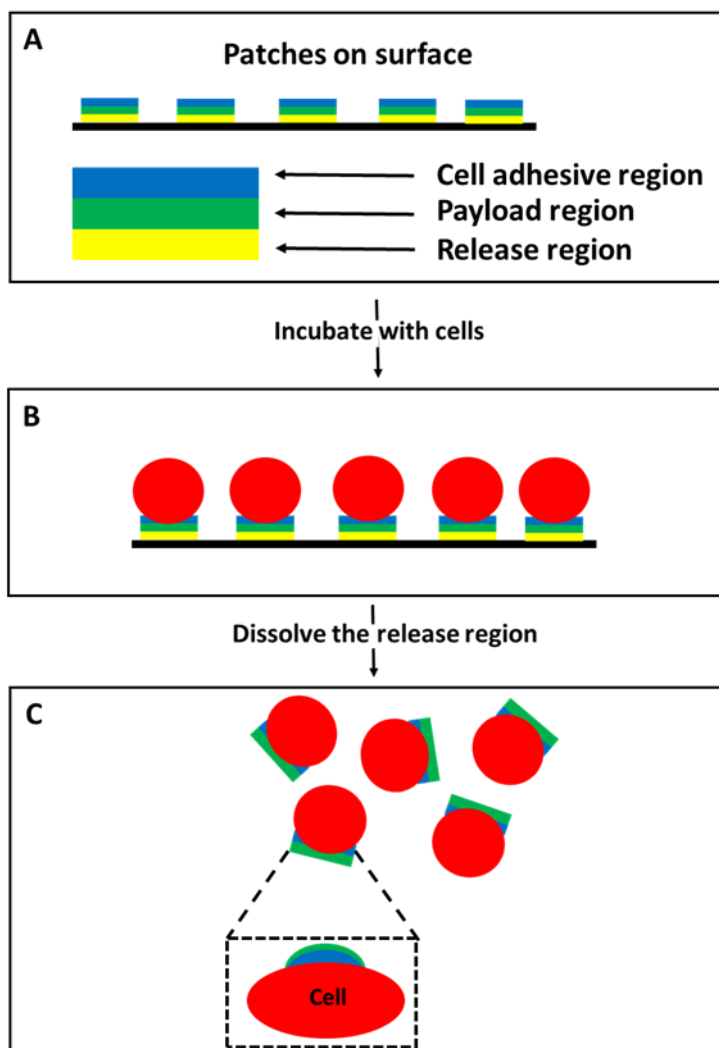 A
Patches on surface
Cell adhesive region
Payload region
Release region
Incubate with cells
B
Dissolve the release region
C
Cell